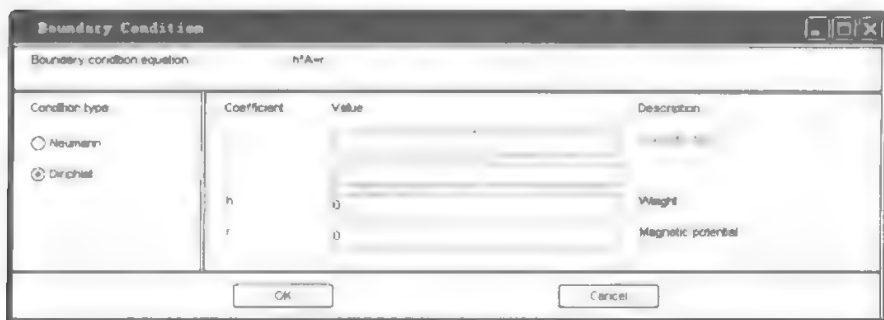 Boundary Condition
Boundary condition equation h*A=r
Condition type Coefficient Value Description
Neumann
Dirichlet
h 0 Weight
r 0 Magnetic potential
OK Cancel